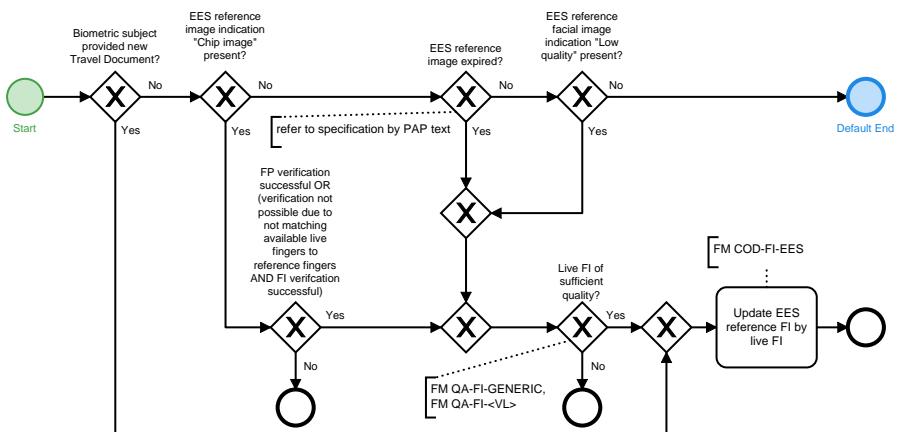 Biometric subject
provided new
Travel Document?
EES reference
image indication
"Chip image"
present?
EES reference
image expired?
EES reference
facial image
indication "Low
quality" present?
No
No
No
No
Start
Yes
Yes
refer to specification by PAP text
Yes
Yes
Default End
FP verification
successful OR
(verification not
possible due to
not matching
available live
fingers to
reference fingers
AND FI verifcation
successful)
FM COD-FI-EES
Live FI of
sufficient
quality?
Yes
Yes
Update EES
reference FI by
live FI
No
No
FM QA-FI-GENERIC,
FM QA-FI-<VL>